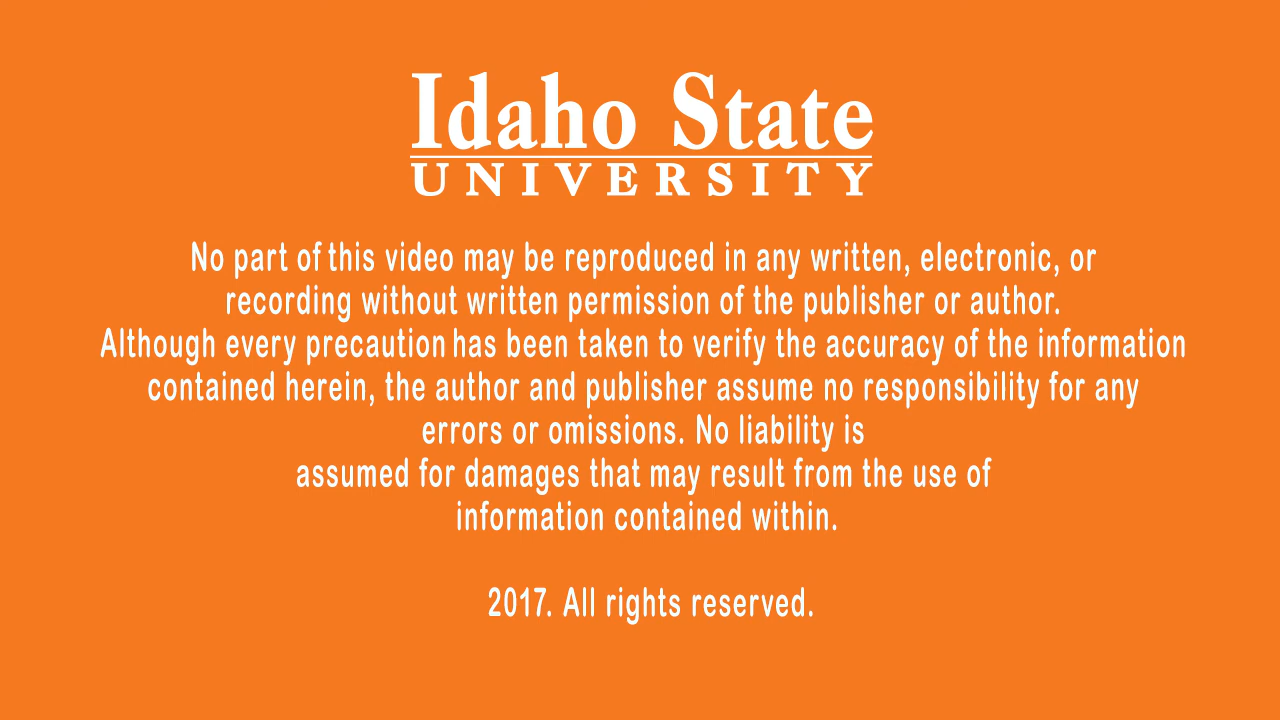 Idaho State
UNIVERSITY
No part of this video may be reproduced in any written, electronic, or
recording without written permission of the publisher or author.
Although every precaution has been taken to verify the accuracy of the information
contained herein, the author and publisher assume no responsibility for any
errors or omissions. No liability is
assumed for damages that may result from the use of
information contained within.
2017. All rights reserved.